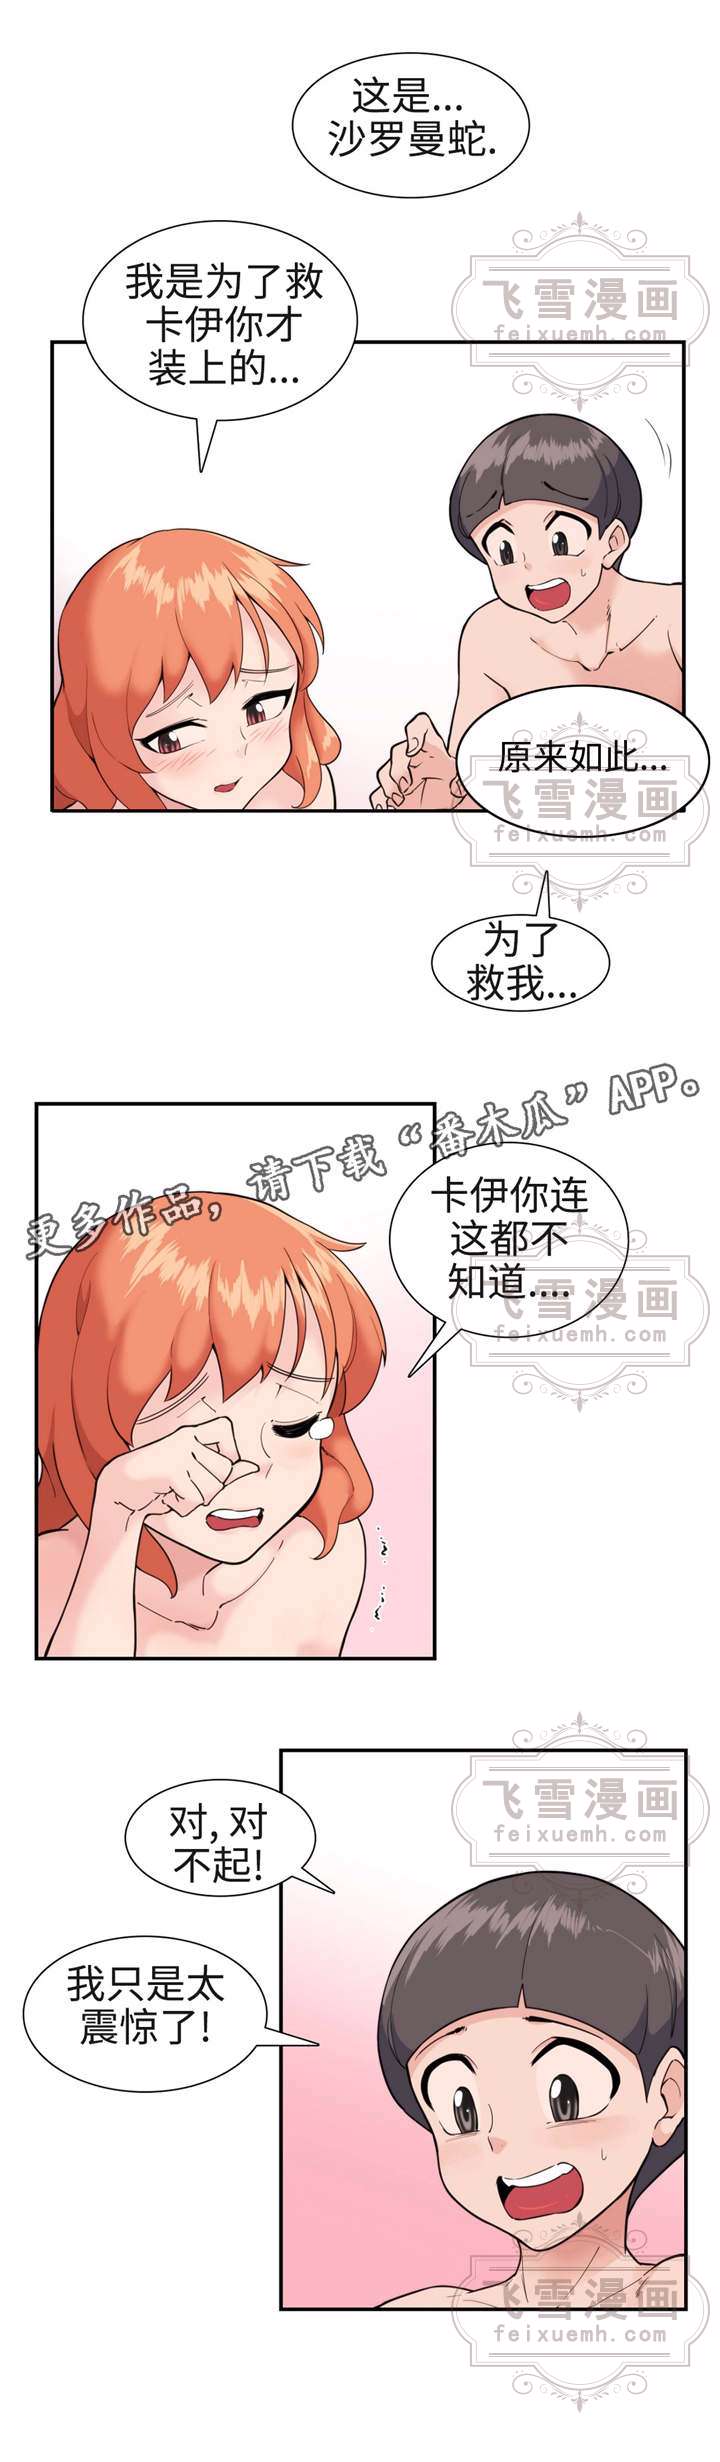 这是...
沙罗曼蛇.
我是为了救
卡伊你才
装上的...
飞雪漫画
feixuemh.com
原来如此...
飞雪漫画
feixuemh.com
为了
救我...
更多作品，请下载“番木瓜”APP。
卡伊你连
这都不
知道....
飞雪漫画
feixuemh.com
对,对
不起!
飞雪漫画
feixuemh.com
我只是太
震惊了!
飞雪漫画
feixuemh.com